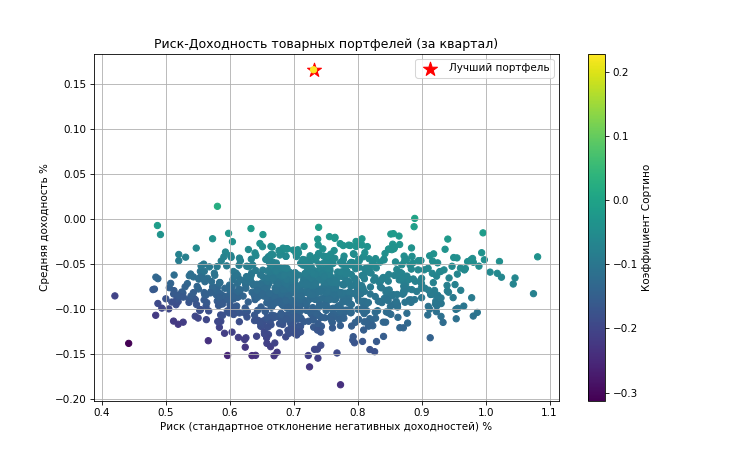 Риск-Доходность товарных портфелей (за квартал)
Лучший портфель
Средняя доходность %
0.15
0.10
0.05
0.00
−0.05
−0.10
−0.15
−0.20
0.4 0.5 0.6 0.7 0.8 0.9 1.0 1.1
Риск (стандартное отклонение негативных доходностей) %
0.2
0.1
0.0
−0.1
−0.2
−0.3
Коэффициент Сортино